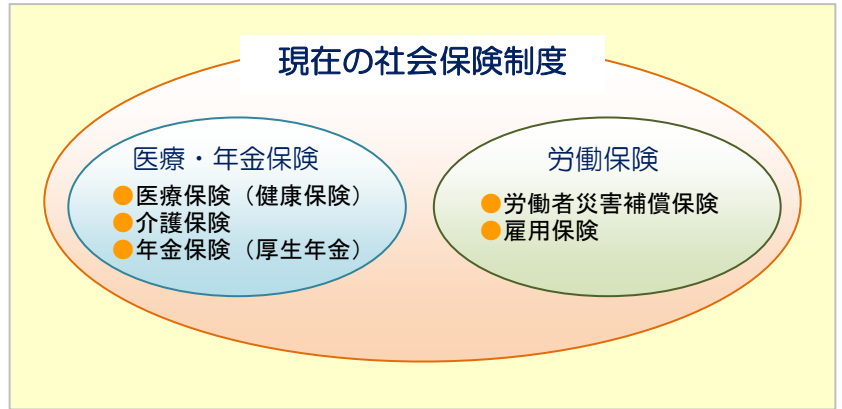 現在の社会保険制度
医療・年金保険
●医療保険（健康保険）
●介護保険
●年金保険（厚生年金）
労働保険
●労働者災害補償保険
●雇用保険